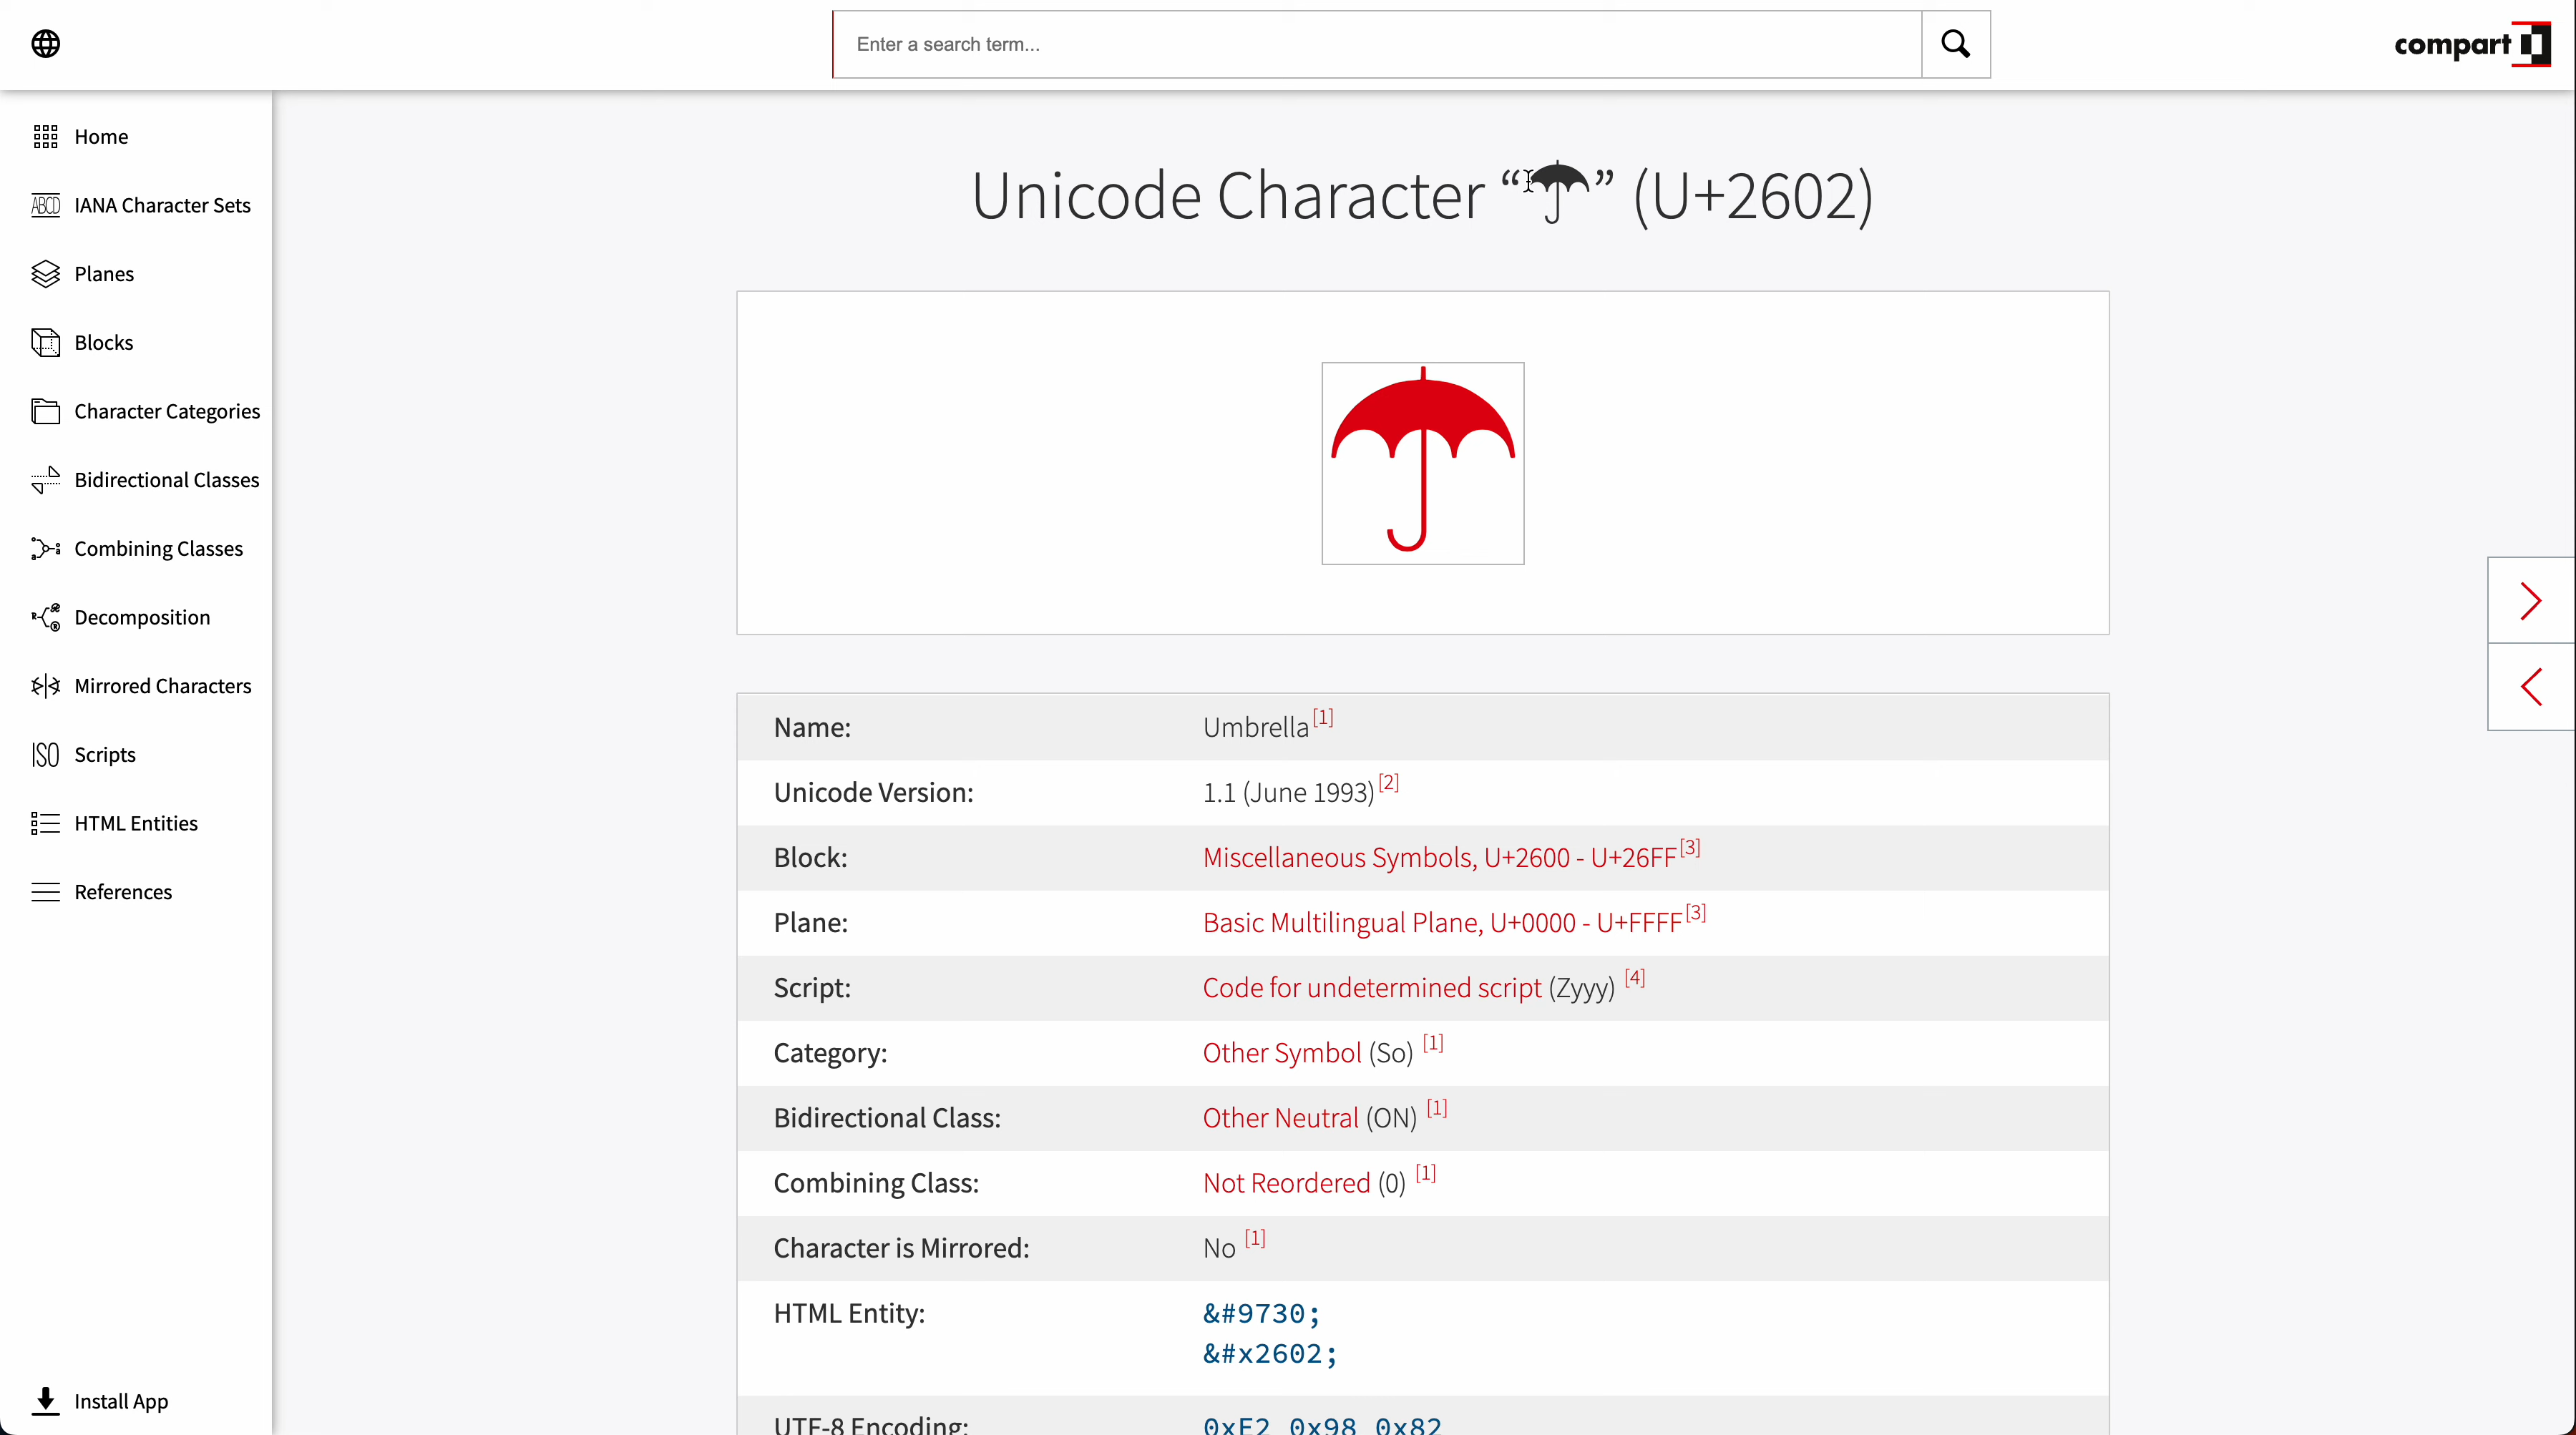 Enter a search term...
compart
Home
IANA Character Sets
Planes
Blocks
Character Categories
Bidirectional Classes
Combining Classes
Decomposition
Mirrored Characters
Scripts
HTML Entities
References
Install App
Unicode Character “☂” (U+2602)
Name: Umbrella[1]
Unicode Version: 1.1 (June 1993)[2]
Block: Miscellaneous Symbols, U+2600 - U+26FF[3]
Plane: Basic Multilingual Plane, U+0000 - U+FFFF[3]
Script: Code for undetermined script (Zyyy) [4]
Category: Other Symbol (So) [1]
Bidirectional Class: Other Neutral (ON) [1]
Combining Class: Not Reordered (0) [1]
Character is Mirrored: No [1]
HTML Entity: &#9730;
&#x2602;
UTF-8 Encoding: 0xE2 0x98 0x82